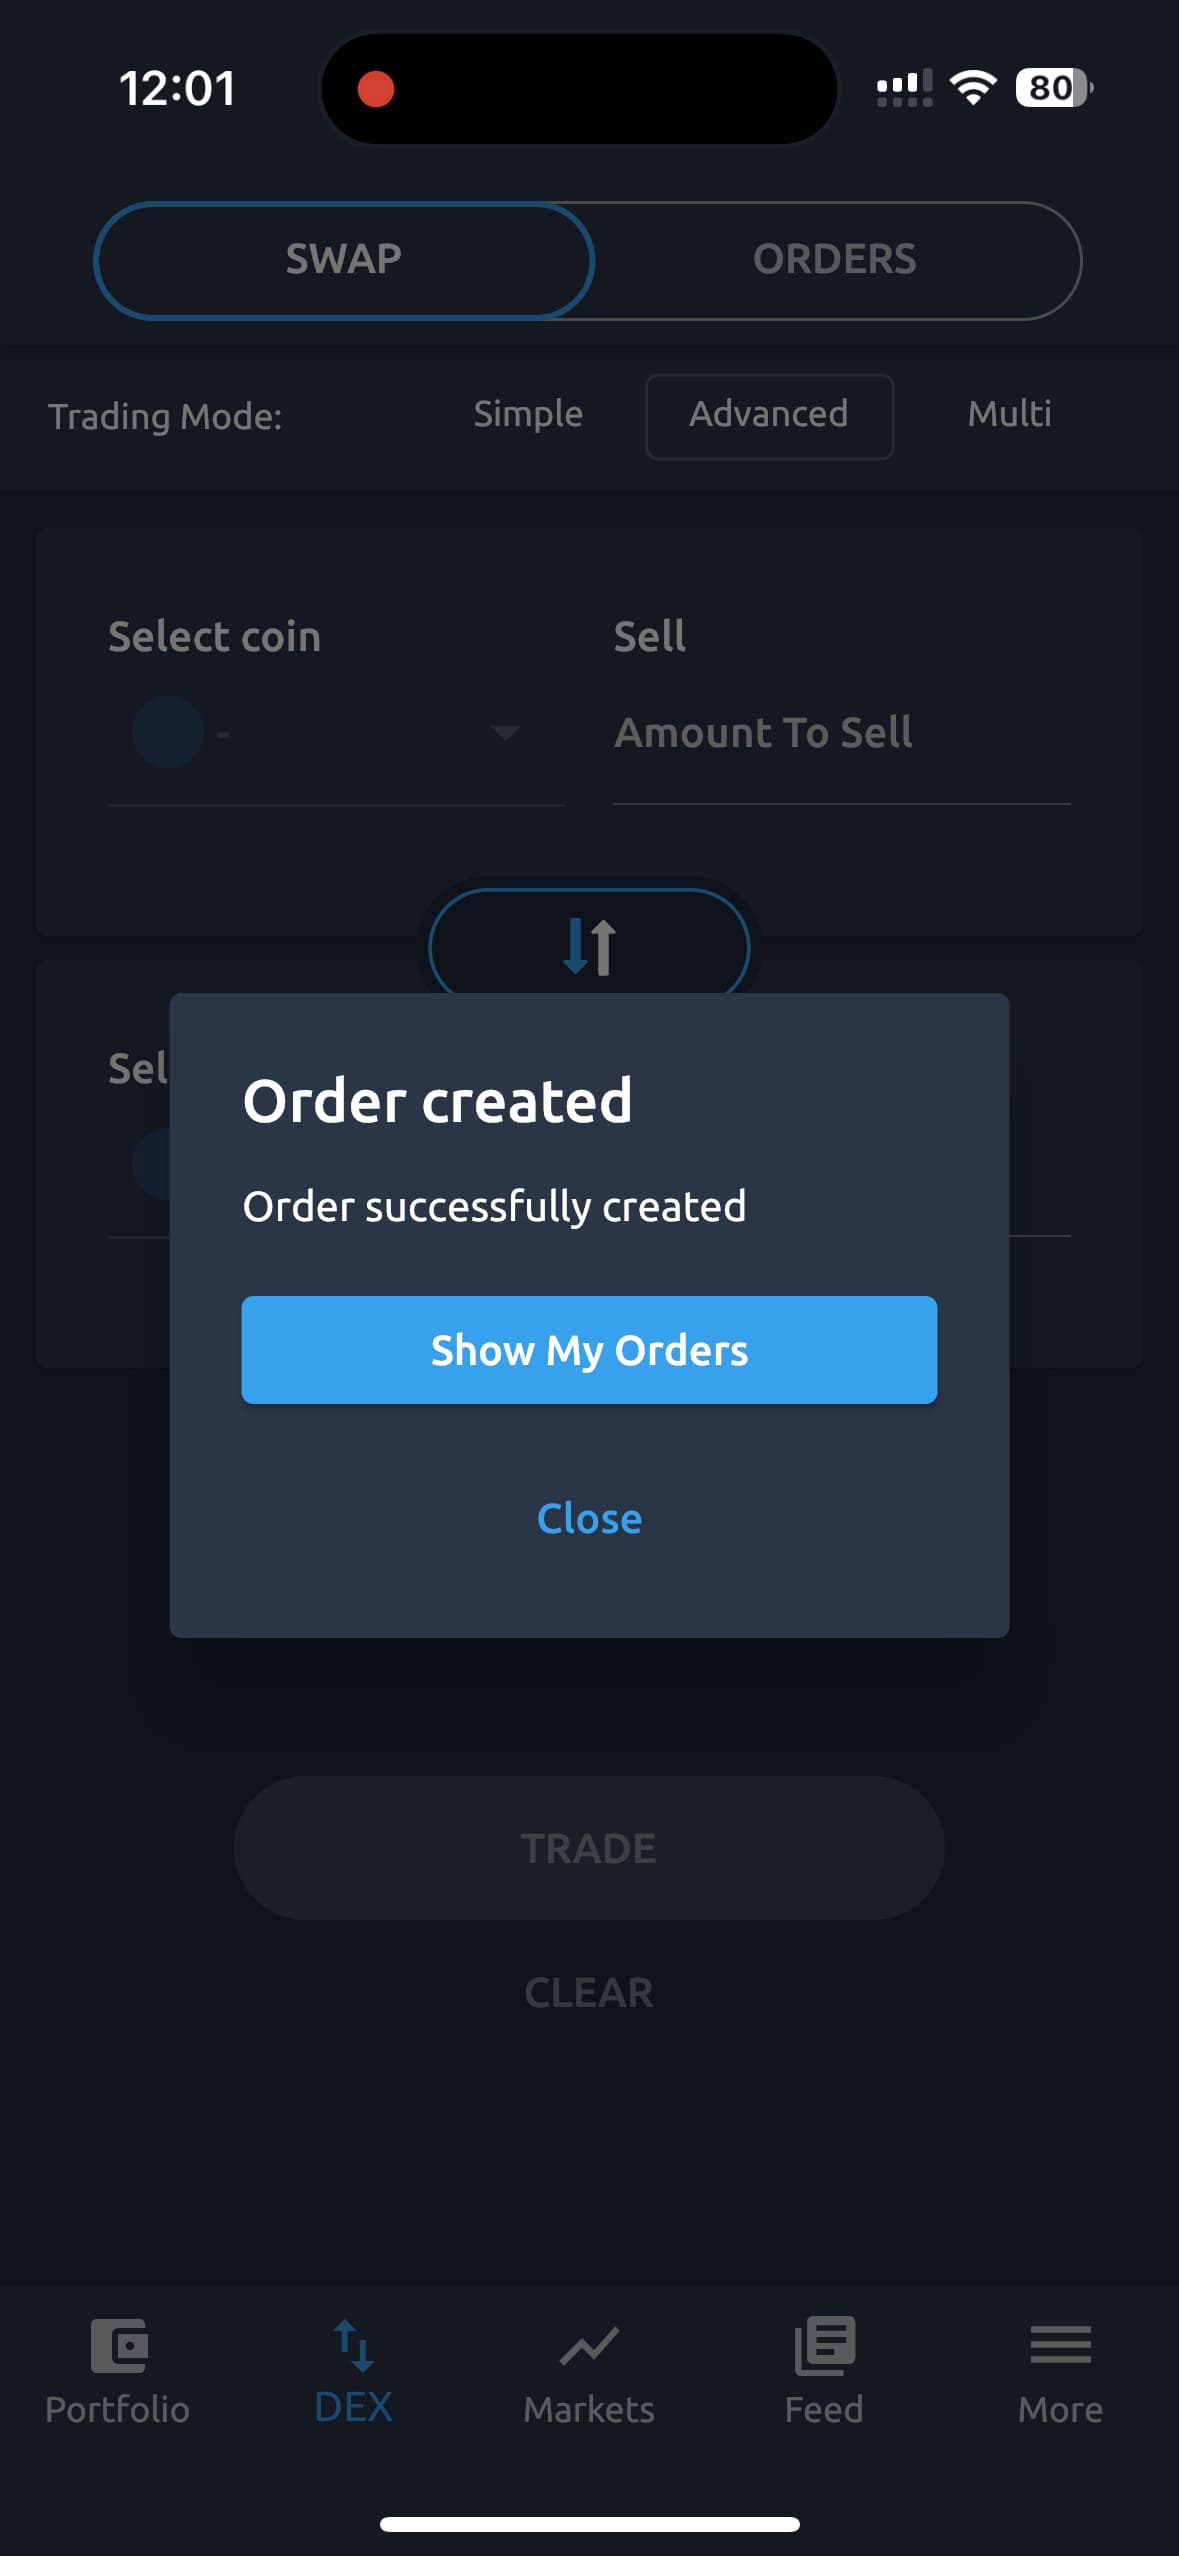 12:01
80
SWAP
ORDERS
Trading Mode:
Simple
Advanced
Multi
Select coin
Sell
-
Amount To Sell
Sel
Order created
Order successfully created
Show My Orders
Close
TRADE
CLEAR
Portfolio
DEX
Markets
Feed
More